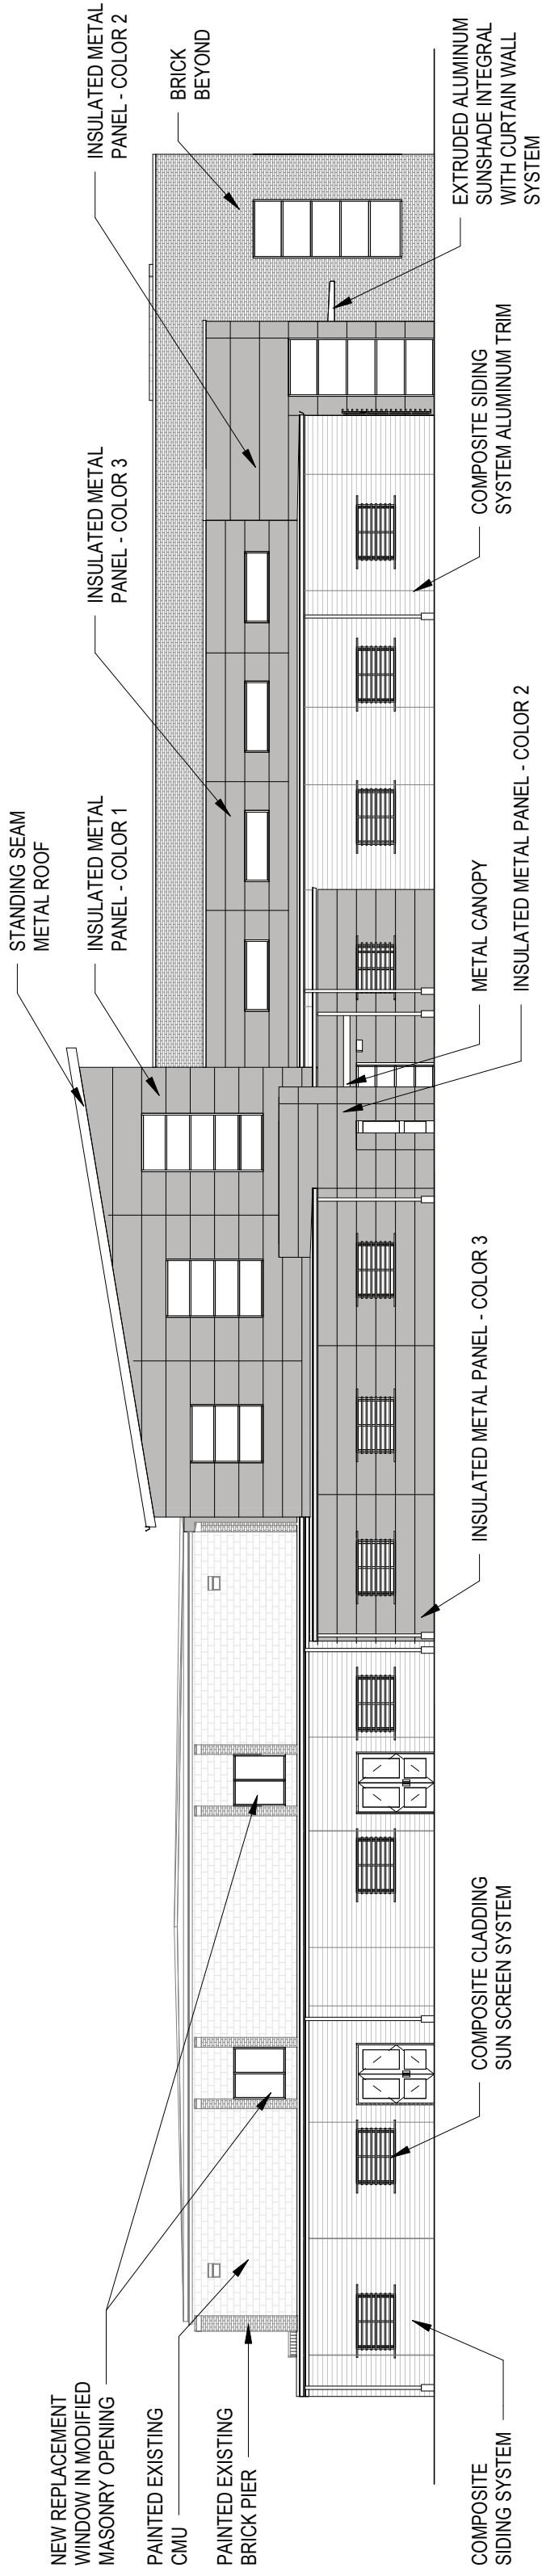 NEW REPLACEMENT
WINDOW IN MODIFIED
MASONRY OPENING
PAINTED EXISTING
CMU
PAINTED EXISTING
BRICK PIER
STANDING SEAM
METAL ROOF
INSULATED METAL
PANEL - COLOR 1
INSULATED METAL
PANEL - COLOR 3
INSULATED METAL
PANEL - COLOR 2
BRICK
BEYOND
COMPOSITE
SIDING SYSTEM
COMPOSITE CLADDING
SUN SCREEN SYSTEM
INSULATED METAL PANEL - COLOR 3
METAL CANOPY
INSULATED METAL PANEL - COLOR 2
COMPOSITE SIDING
SYSTEM ALUMINUM TRIM
EXTRUDED ALUMINUM
SUNSHADE INTEGRAL
WITH CURTAIN WALL
SYSTEM